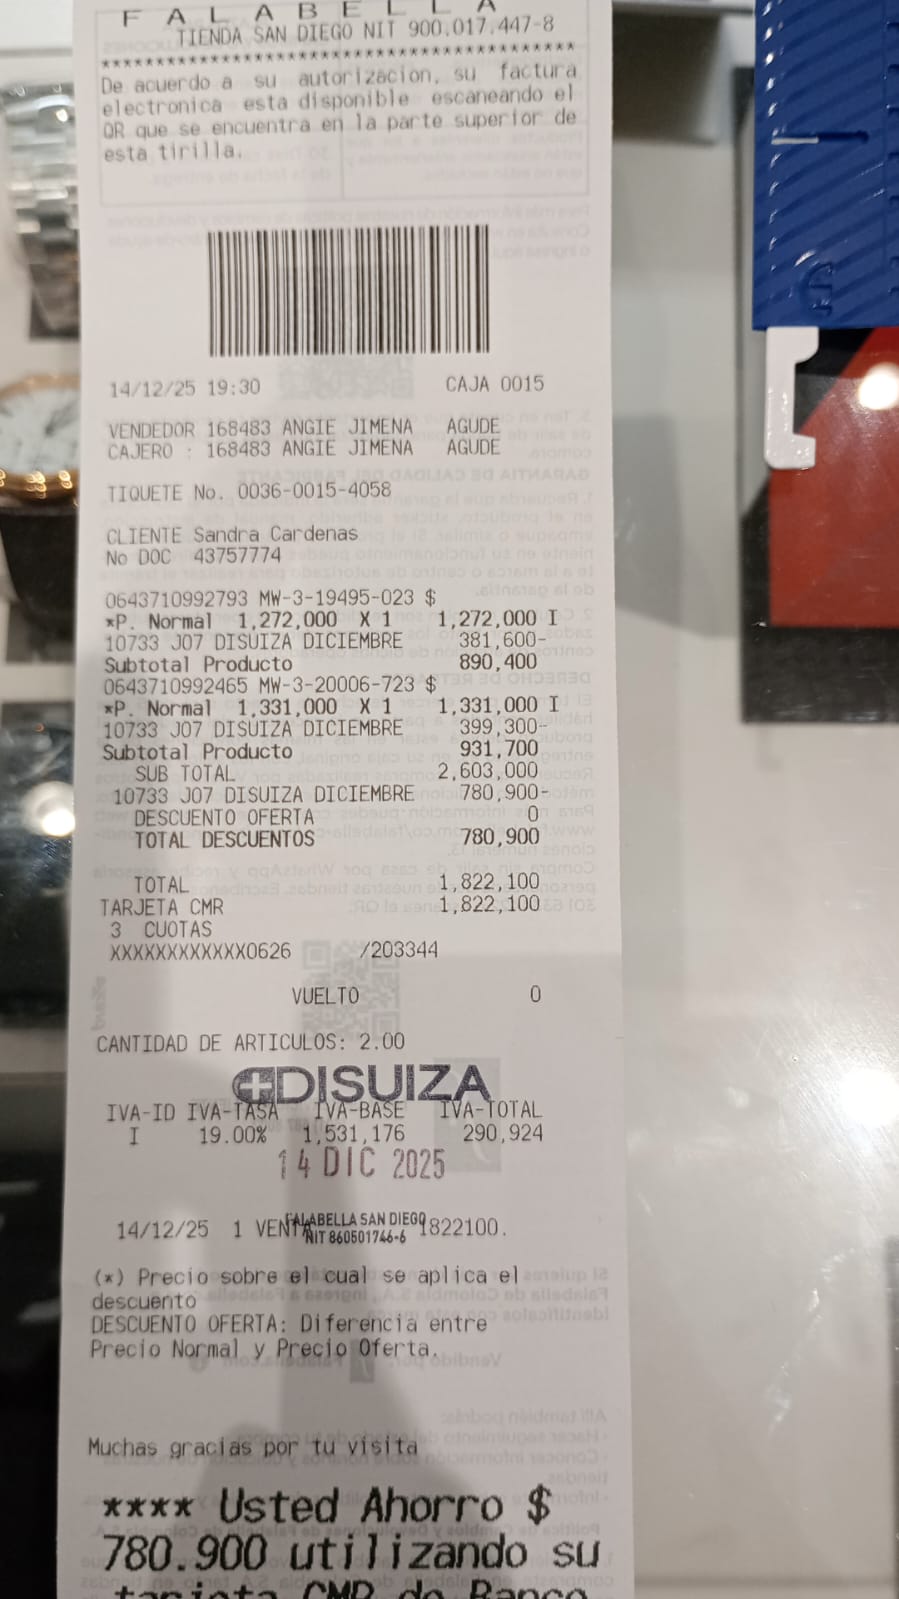 FALABELLA
TIENDA SAN DIEGO NIT 900.017.447-8
******************************************
De acuerdo a su autorizacion, su factura
electronica esta disponible escaneando el
QR que se encuentra en la parte superior de
esta tirilla.
14/12/25 19:30 CAJA 0015
VENDEDOR 168483 ANGIE JIMENA AGUDE
CAJERO : 168483 ANGIE JIMENA AGUDE
TIQUETE No. 0036-0015-4058
CLIENTE Sandra Cardenas
No DOC 43757774
0643710992793 MW-3-19495-023 $
*P. Normal 1,272,000 X 1 1,272,000 I
10733 J07 DISUIZA DICIEMBRE 381,600-
Subtotal Producto 890,400
0643710992465 MW-3-20006-723 $
*P. Normal 1,331,000 X 1 1,331,000 I
10733 J07 DISUIZA DICIEMBRE 399,300-
Subtotal Producto 931,700
SUB TOTAL 2,603,000
10733 J07 DISUIZA DICIEMBRE 780,900-
DESCUENTO OFERTA 0
TOTAL DESCUENTOS 780,900
TOTAL 1,822,100
TARJETA CMR 1,822,100
3 CUOTAS
XXXXXXXXXXXX0626 /203344
VUELTO 0
CANTIDAD DE ARTICULOS: 2.00
DISUIZA
IVA-ID IVA-TASA IVA-BASE IVA-TOTAL
I 19.00% 1,531,176 290,924
14 DIC 2025
FALABELLA SAN DIEGO
14/12/25 1 VENTA 1822100.
NIT 860501746-6
(*) Precio sobre el cual se aplica el
descuento
DESCUENTO OFERTA: Diferencia entre
Precio Normal y Precio Oferta.
Muchas gracias por tu visita
**** Usted Ahorro $
780.900 utilizando su
tarjeta CMR de Banco